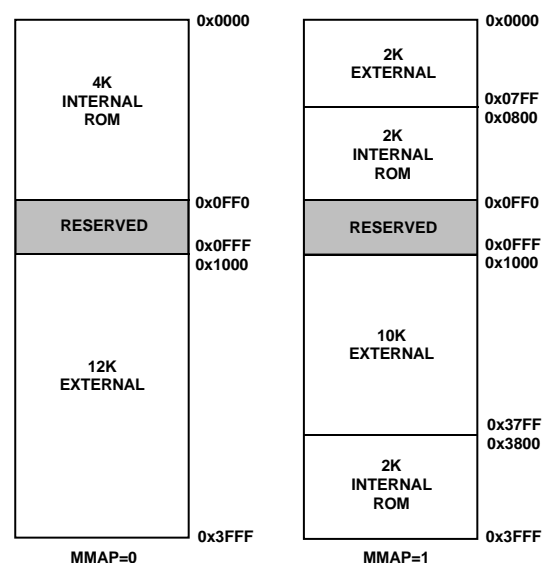 0x0000
4K
INTERNAL
ROM
0x0FF0
RESERVED
0x0FFF
0x1000
12K
EXTERNAL
0x3FFF
MMAP=0
0x0000
2K
EXTERNAL
0x07FF
0x0800
2K
INTERNAL
ROM
0x0FF0
RESERVED
0x0FFF
0x1000
10K
EXTERNAL
0x37FF
0x3800
2K
INTERNAL
ROM
0x3FFF
MMAP=1